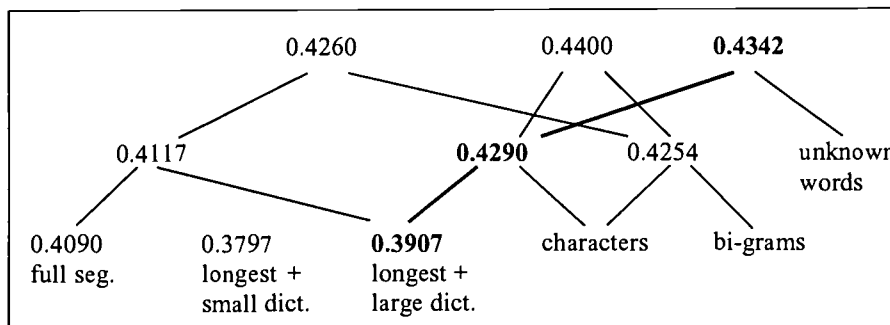 0.4260 0.4400 0.4342
0.4117 0.4290 0.4254 unknown
words
0.4090 0.3797 0.3907 characters bi-grams
full seg. longest + longest +
small dict. large dict.